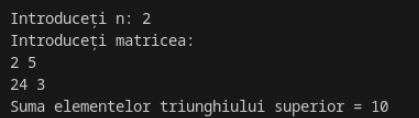 Introduceți n: 2
Introduceți matricea:
2 5
24 3
Suma elementelor triunghiului superior = 10